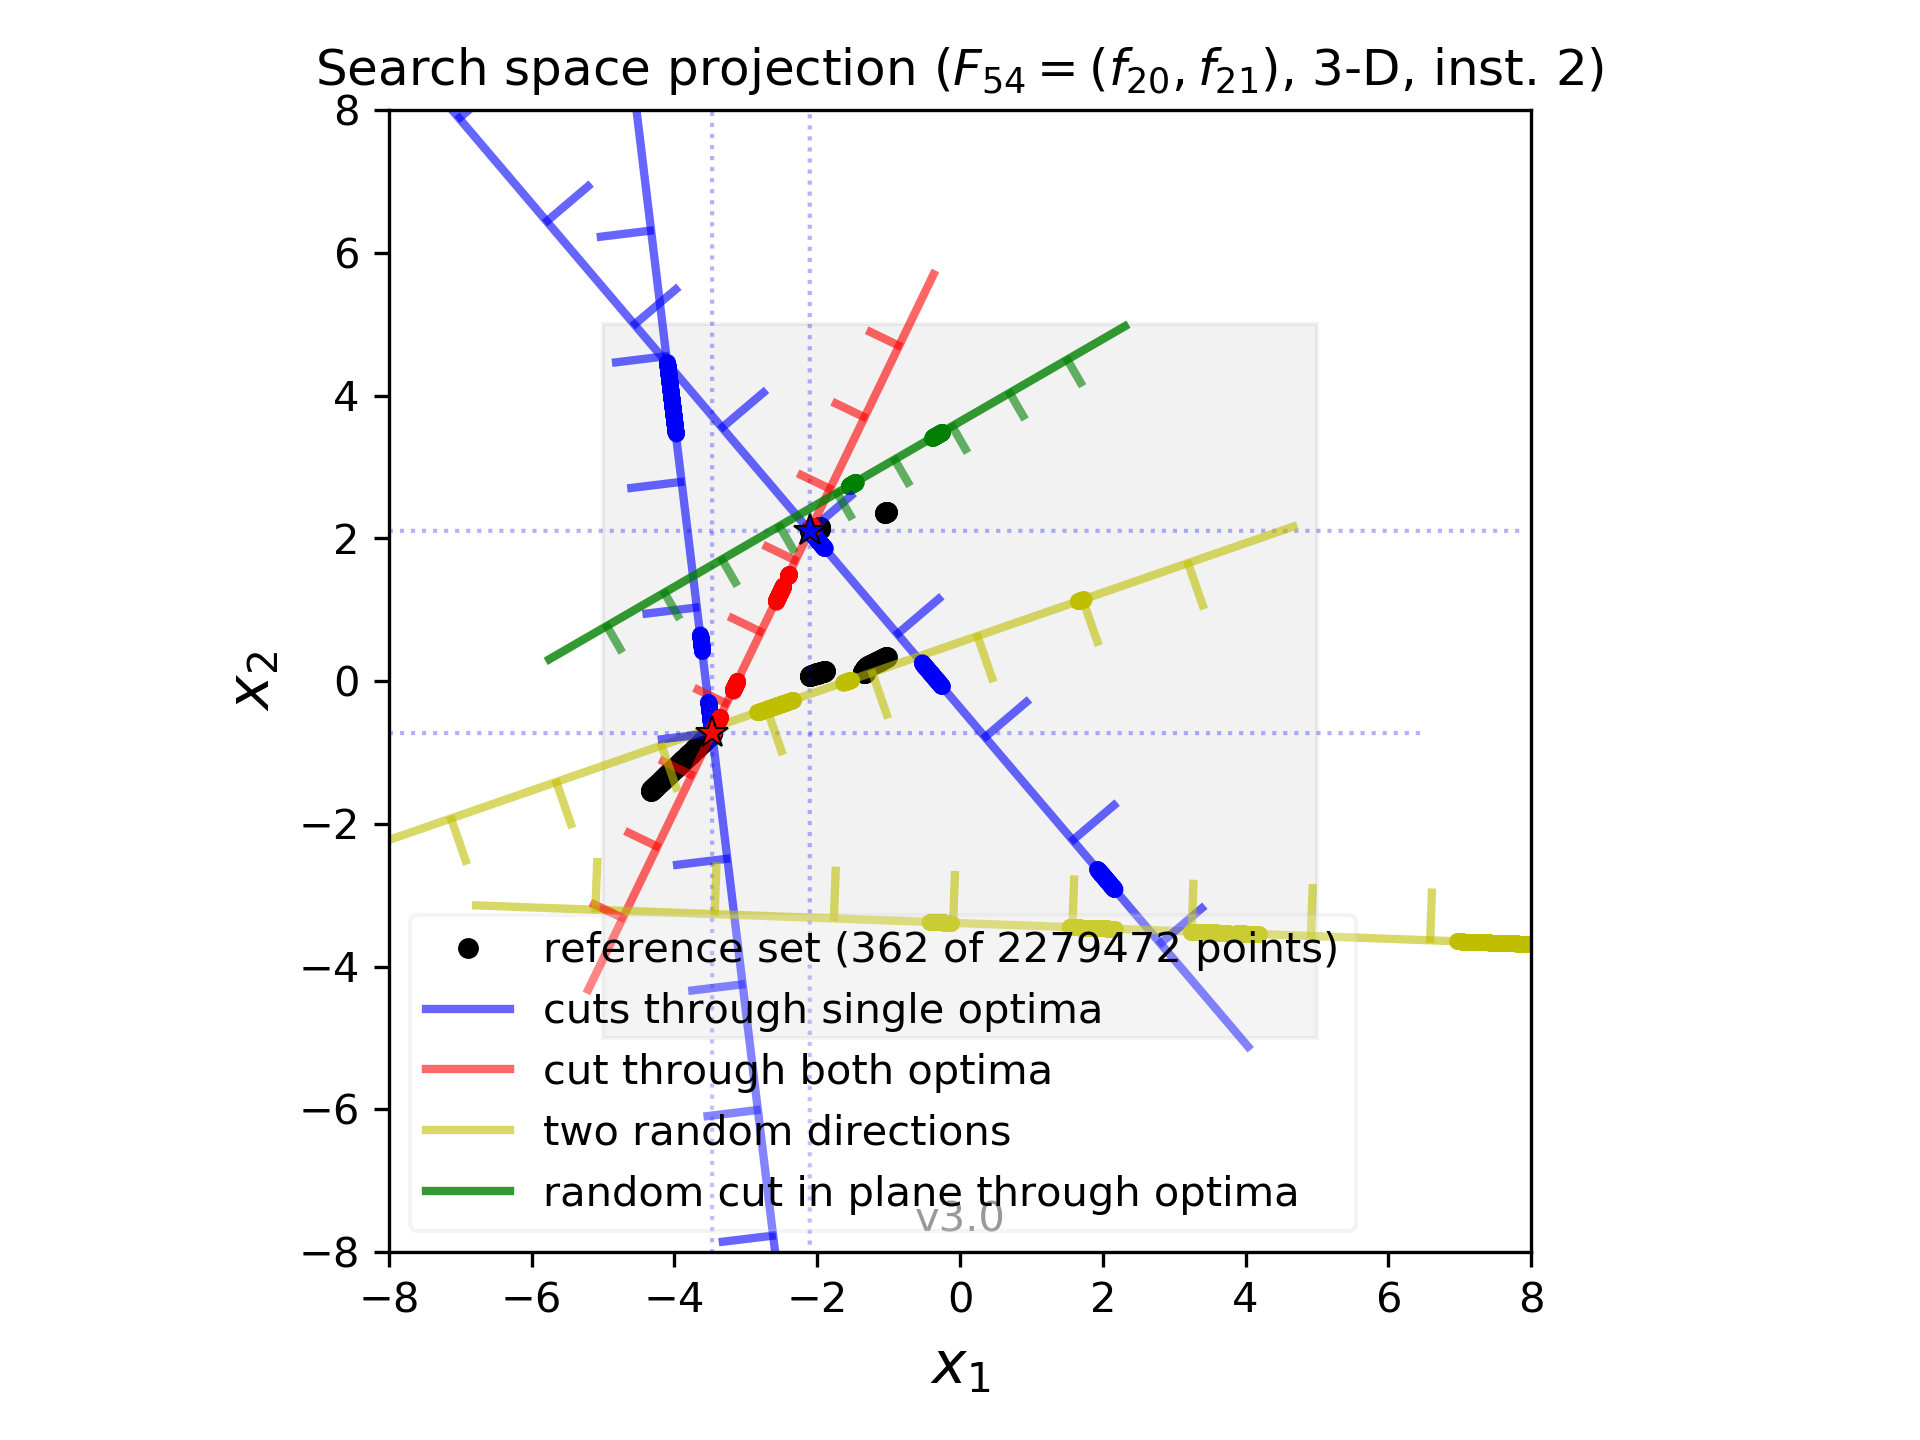 Search space projection (F54 = (f20, f21), 3-D, inst. 2)
8
6
4
2
0
−2
−4
−6
−8
x2
reference set (362 of 2279472 points)
cuts through single optima
cut through both optima
two random directions
random cut in plane through optima
v3.0
−8 −6 −4 −2 0 2 4 6 8
x1